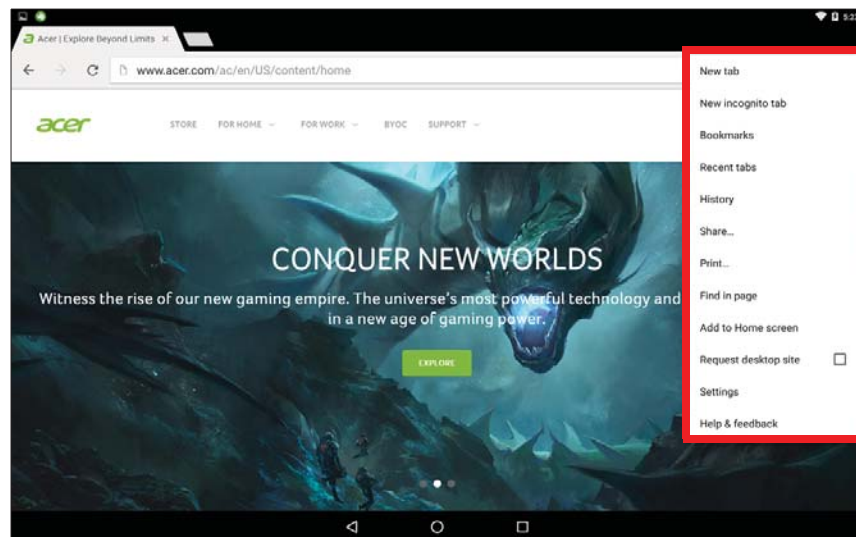 5:22
Acer | Explore Beyond Limits
www.acer.com/ac/en/US/content/home
acer
STORE FOR HOME FOR WORK BYOC SUPPORT
New tab
New incognito tab
Bookmarks
Recent tabs
History
Share...
Print...
Find in page
Add to Home screen
Request desktop site
Settings
Help & feedback
CONQUER NEW WORLDS
Witness the rise of our new gaming empire. The universe's most powerful technology and
in a new age of gaming power.
EXPLORE